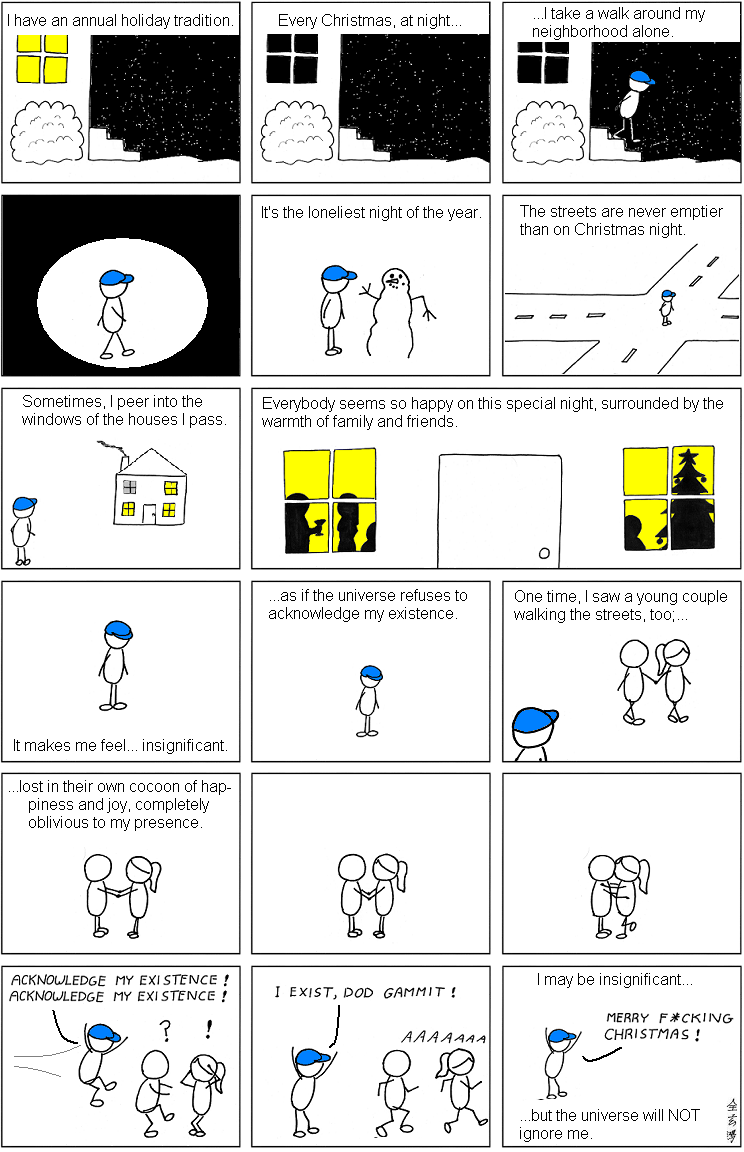 I have an annual holiday tradition.
Every Christmas, at night...
...I take a walk around my
neighborhood alone.
It's the loneliest night of the year.
The streets are never emptier
than on Christmas night.
Sometimes, I peer into the
windows of the houses I pass.
Everybody seems so happy on this special night, surrounded by the
warmth of family and friends.
It makes me feel... insignificant.
...as if the universe refuses to
acknowledge my existence.
One time, I saw a young couple
walking the streets, too;...
...lost in their own cocoon of hap-
piness and joy, completely
oblivious to my presence.
ACKNOWLEDGE MY EXISTENCE!
ACKNOWLEDGE MY EXISTENCE!
?
!
I EXIST, DOD GAMMIT!
AAAAAAA
I may be insignificant...
MERRY F*CKING
CHRISTMAS!
...but the universe will NOT
ignore me.